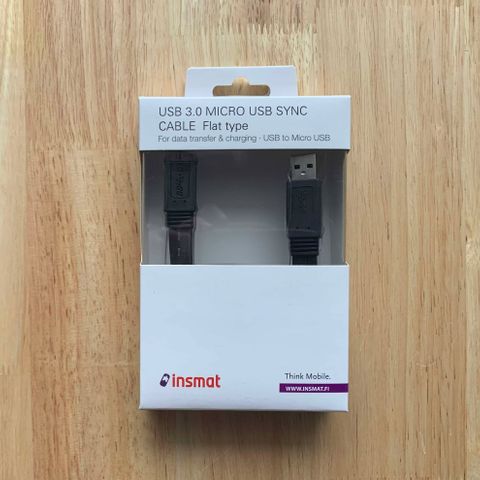 USB 3.0 MICRO USB SYNC
CABLE Flat type
For data transfer & charging - USB to Micro USB
insmat
Think Mobile.
WWW.INSMAT.FI